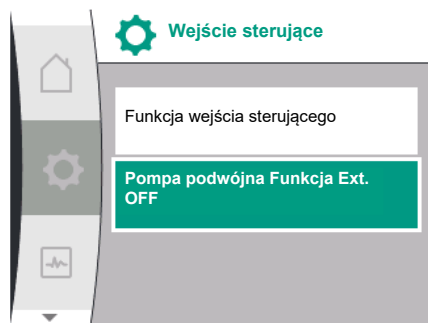 Wejście sterujące
Funkcja wejścia sterującego
Pompa podwójna Funkcja Ext.
OFF